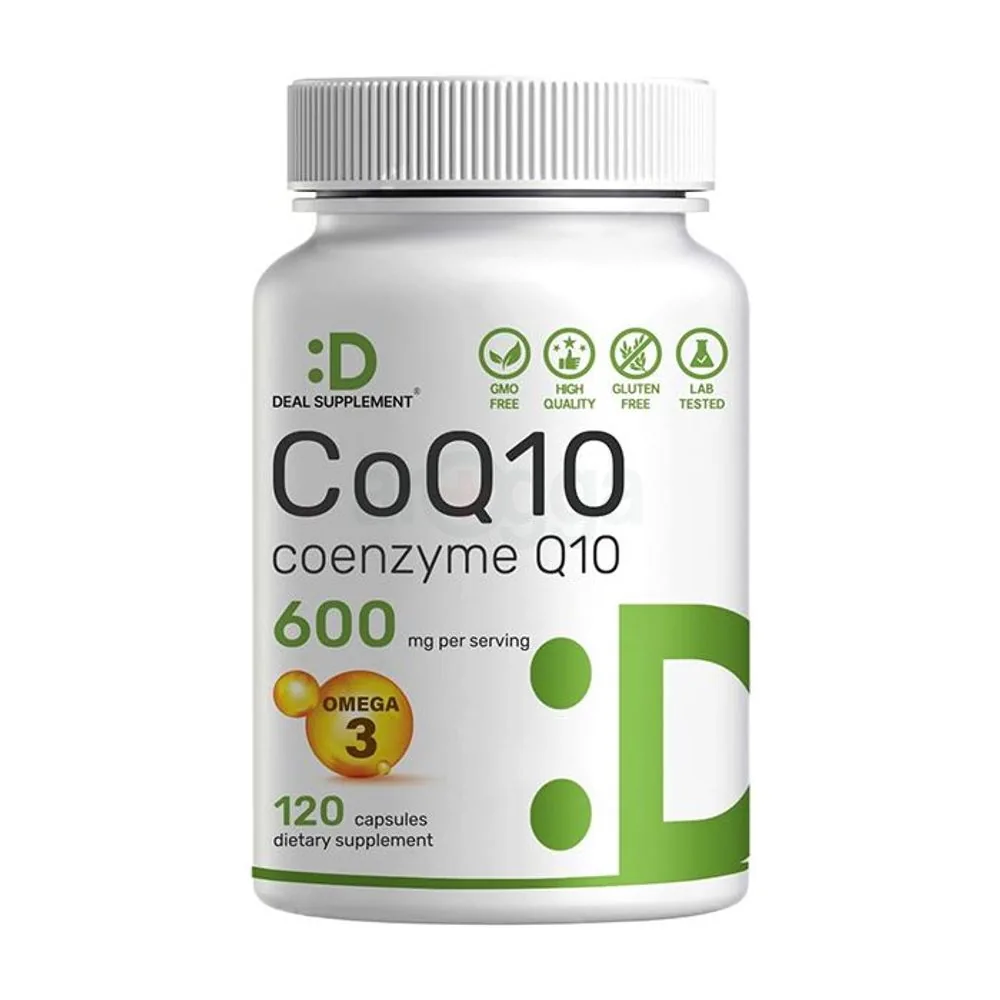 :D
DEAL SUPPLEMENT®
GMO FREE
HIGH QUALITY
GLUTEN FREE
LAB TESTED
CoQ10
coenzyme Q10
600 mg per serving
OMEGA
3
120 capsules
dietary supplement
:D